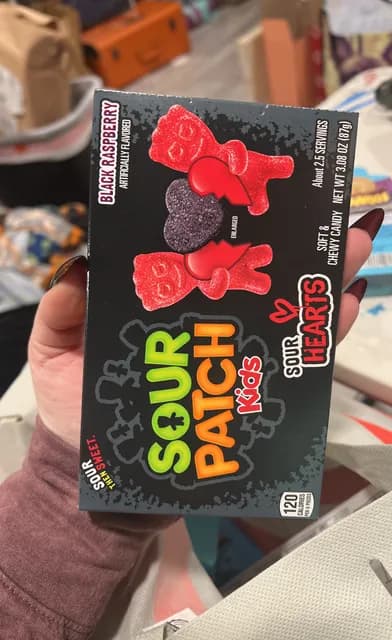 SOUR
PATCH
Kids
SOUR
HEARTS
BLACK RASPBERRY
ARTIFICIALLY FLAVORED
ENLARGED
SOFT &
CHEWY CANDY
About 2.5 SERVINGS
NET WT 3.08 OZ (87g)
SOUR
THEN SWEET.
120
CALORIES